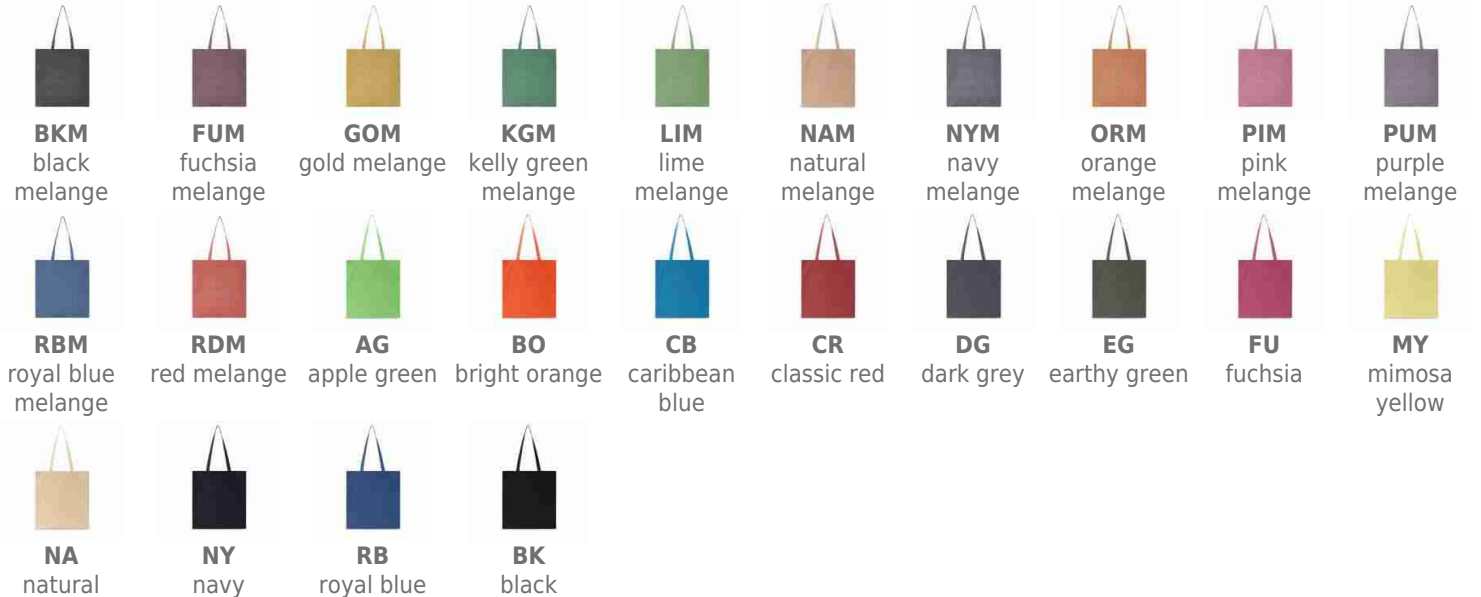 BKM FUM GOM KGM LIM NAM NYM ORM PIM PUM
black fuchsia gold melange kelly green lime natural navy orange pink purple
melange melange melange melange melange melange melange melange melange
RBM RDM AG BO CB CR DG EG FU MY
royal blue red melange apple green bright orange caribbean classic red dark grey earthy green fuchsia mimosa
melange blue yellow
NA NY RB BK
natural navy royal blue black